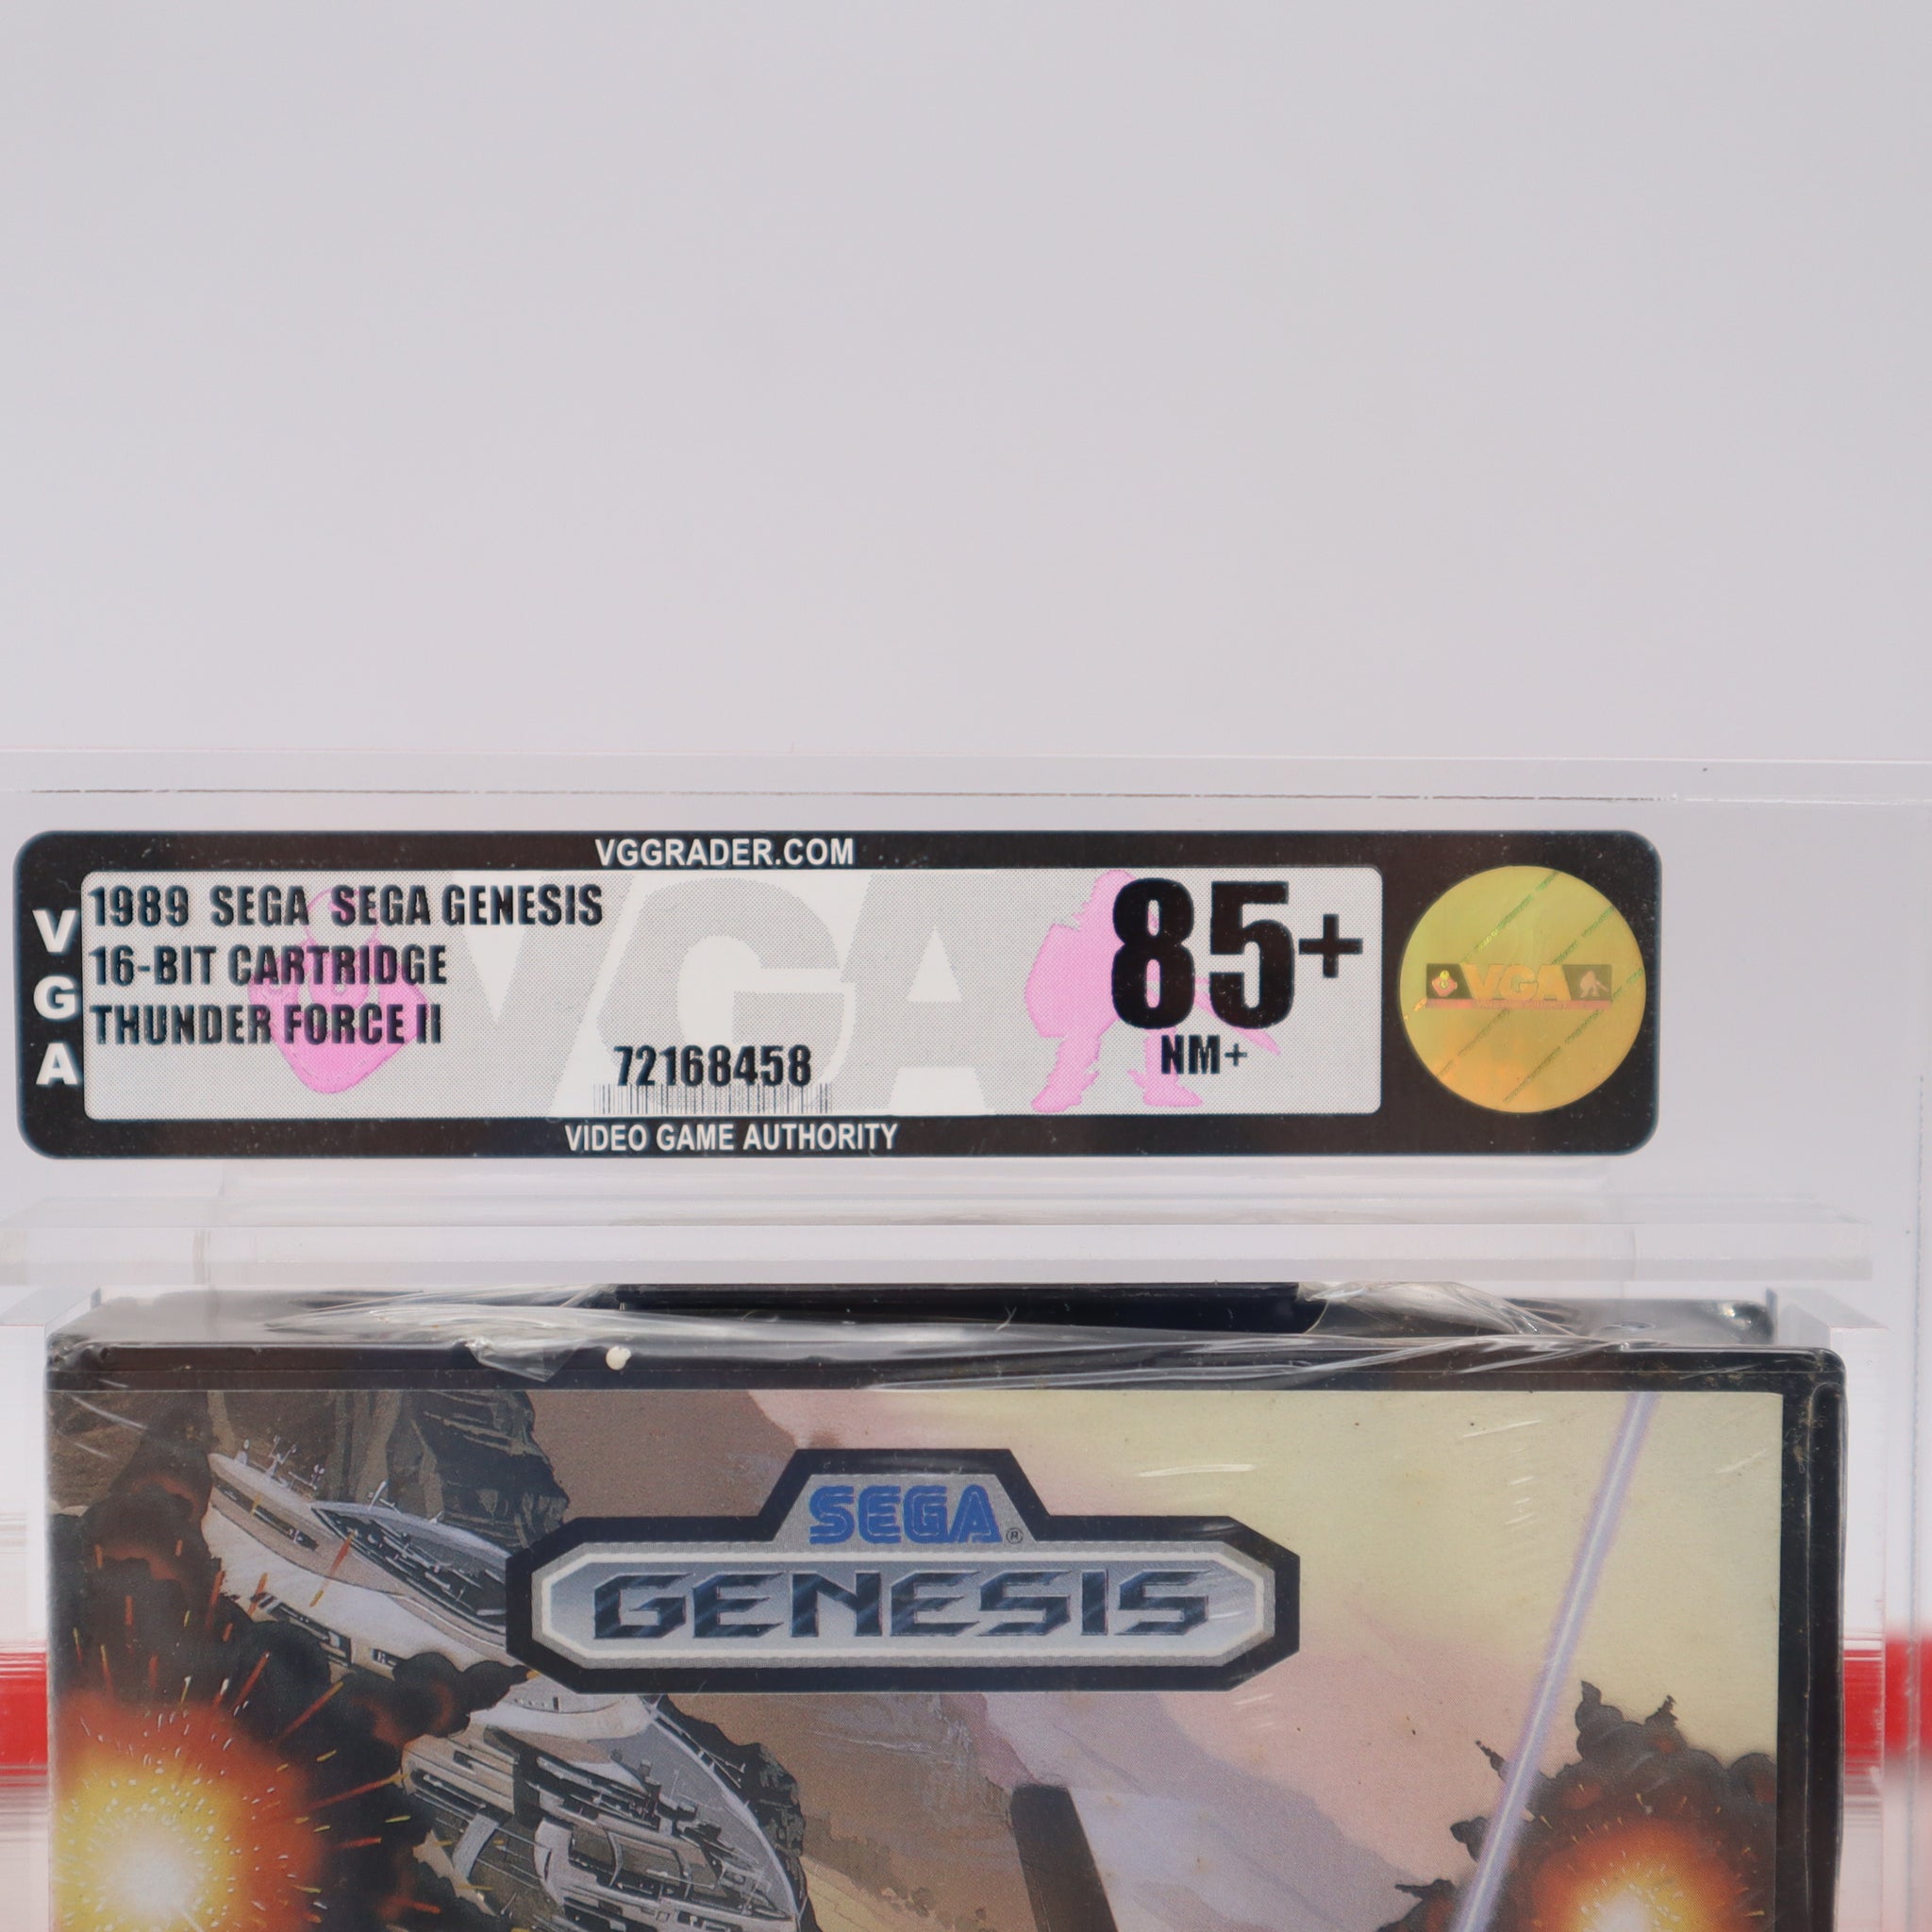 VGGRADER.COM
VGA
1989 SEGA SEGA GENESIS
16-BIT CARTRIDGE
THUNDER FORCE II
72168458
85+
NM+
VGA
VIDEO GAME AUTHORITY
SEGA®
GENESIS